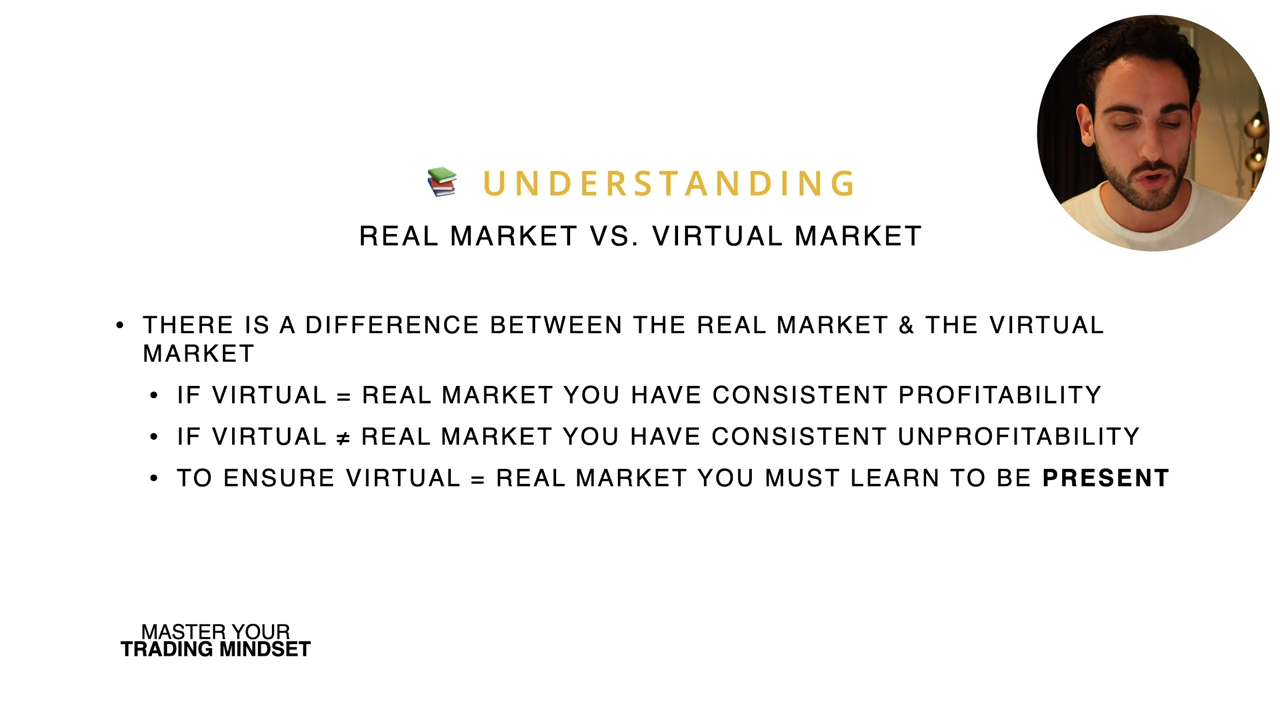 UNDERSTANDING
REAL MARKET VS. VIRTUAL MARKET
• THERE IS A DIFFERENCE BETWEEN THE REAL MARKET & THE VIRTUAL
MARKET
• IF VIRTUAL = REAL MARKET YOU HAVE CONSISTENT PROFITABILITY
• IF VIRTUAL ≠ REAL MARKET YOU HAVE CONSISTENT UNPROFITABILITY
• TO ENSURE VIRTUAL = REAL MARKET YOU MUST LEARN TO BE PRESENT
MASTER YOUR
TRADING MINDSET